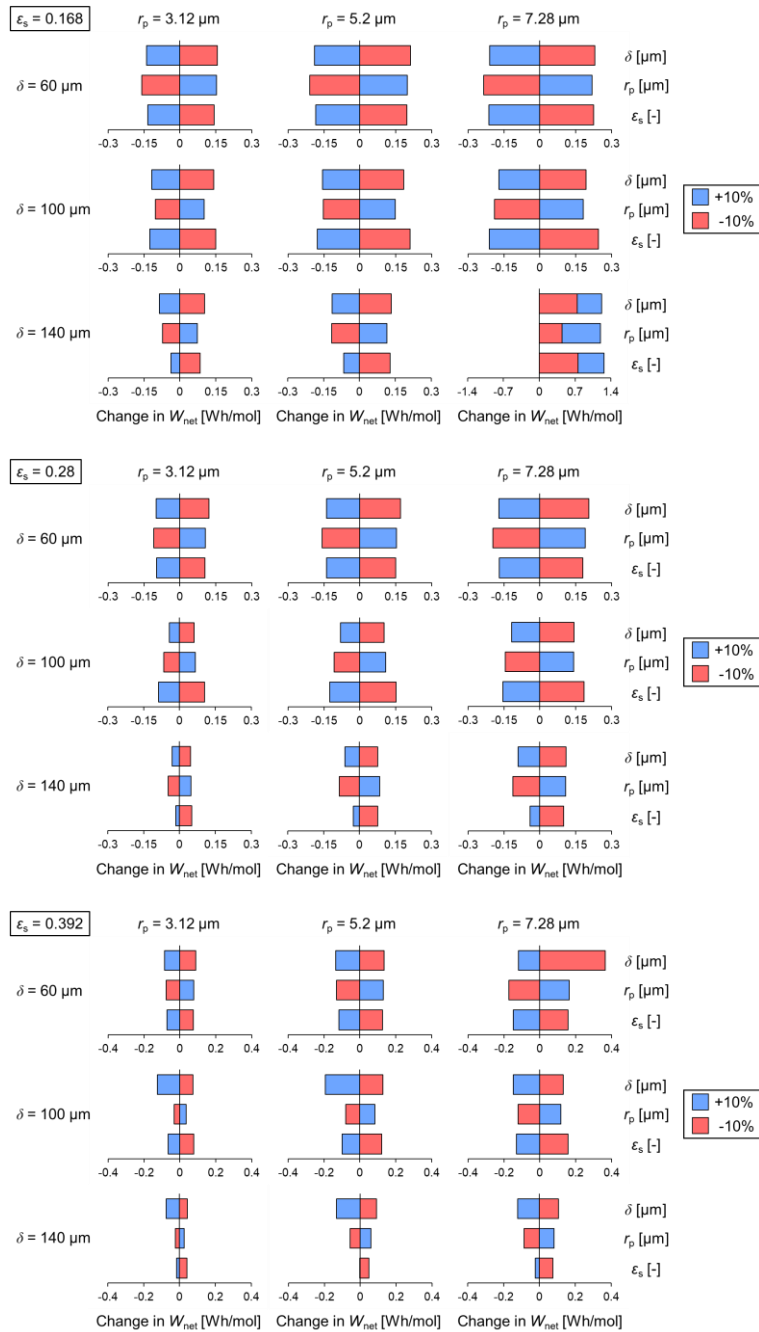 εs = 0.168 rp = 3.12 µm rp = 5.2 µm rp = 7.28 µm
δ [µm]
δ = 60 µm rp [µm]
εs [-]
-0.3 -0.15 0 0.15 0.3 -0.3 -0.15 0 0.15 0.3 -0.3 -0.15 0 0.15 0.3
δ [µm]
+10%
δ = 100 µm rp [µm]
-10%
εs [-]
-0.3 -0.15 0 0.15 0.3 -0.3 -0.15 0 0.15 0.3 -0.3 -0.15 0 0.15 0.3
δ [µm]
δ = 140 µm rp [µm]
εs [-]
-0.3 -0.15 0 0.15 0.3 -0.3 -0.15 0 0.15 0.3 -1.4 -0.7 0 0.7 1.4
Change in Wnet [Wh/mol] Change in Wnet [Wh/mol] Change in Wnet [Wh/mol]
εs = 0.28 rp = 3.12 µm rp = 5.2 µm rp = 7.28 µm
δ [µm]
δ = 60 µm rp [µm]
εs [-]
-0.3 -0.15 0 0.15 0.3 -0.3 -0.15 0 0.15 0.3 -0.3 -0.15 0 0.15 0.3
δ [µm]
+10%
δ = 100 µm rp [µm]
-10%
εs [-]
-0.3 -0.15 0 0.15 0.3 -0.3 -0.15 0 0.15 0.3 -0.3 -0.15 0 0.15 0.3
δ [µm]
δ = 140 µm rp [µm]
εs [-]
-0.3 -0.15 0 0.15 0.3 -0.3 -0.15 0 0.15 0.3 -0.3 -0.15 0 0.15 0.3
Change in Wnet [Wh/mol] Change in Wnet [Wh/mol] Change in Wnet [Wh/mol]
εs = 0.392 rp = 3.12 µm rp = 5.2 µm rp = 7.28 µm
δ [µm]
δ = 60 µm rp [µm]
εs [-]
-0.4 -0.2 0 0.2 0.4 -0.4 -0.2 0 0.2 0.4 -0.4 -0.2 0 0.2 0.4
δ [µm]
+10%
δ = 100 µm rp [µm]
-10%
εs [-]
-0.4 -0.2 0 0.2 0.4 -0.4 -0.2 0 0.2 0.4 -0.4 -0.2 0 0.2 0.4
δ [µm]
δ = 140 µm rp [µm]
εs [-]
-0.4 -0.2 0 0.2 0.4 -0.4 -0.2 0 0.2 0.4 -0.4 -0.2 0 0.2 0.4
Change in Wnet [Wh/mol] Change in Wnet [Wh/mol] Change in Wnet [Wh/mol]